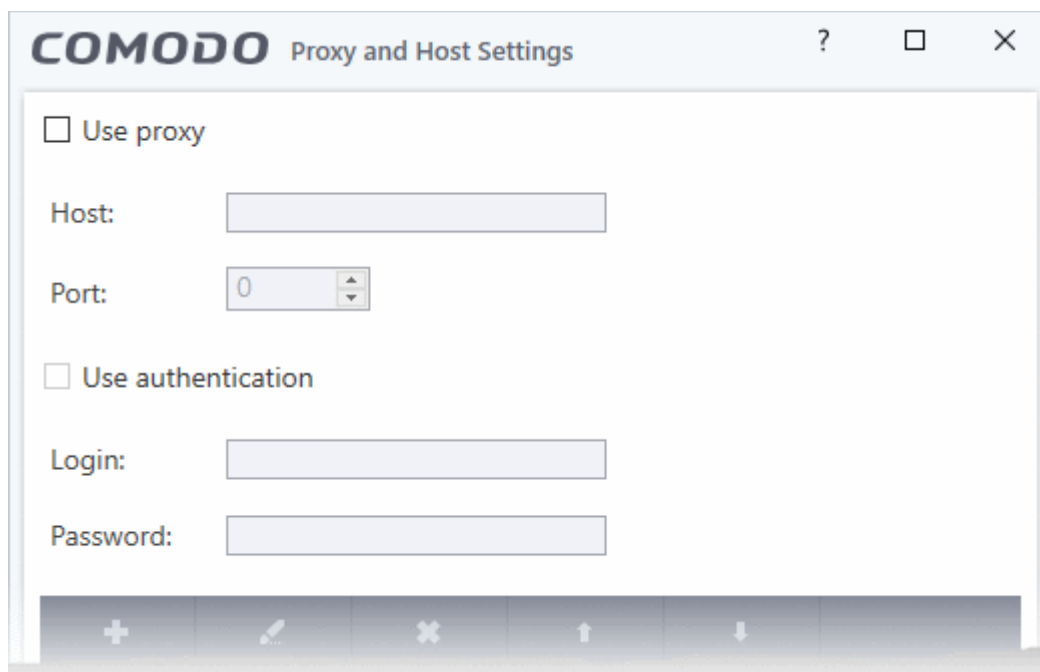 COMODO Proxy and Host Settings ?
Use proxy
Host:
Port: 0
Use authentication
Login:
Password: